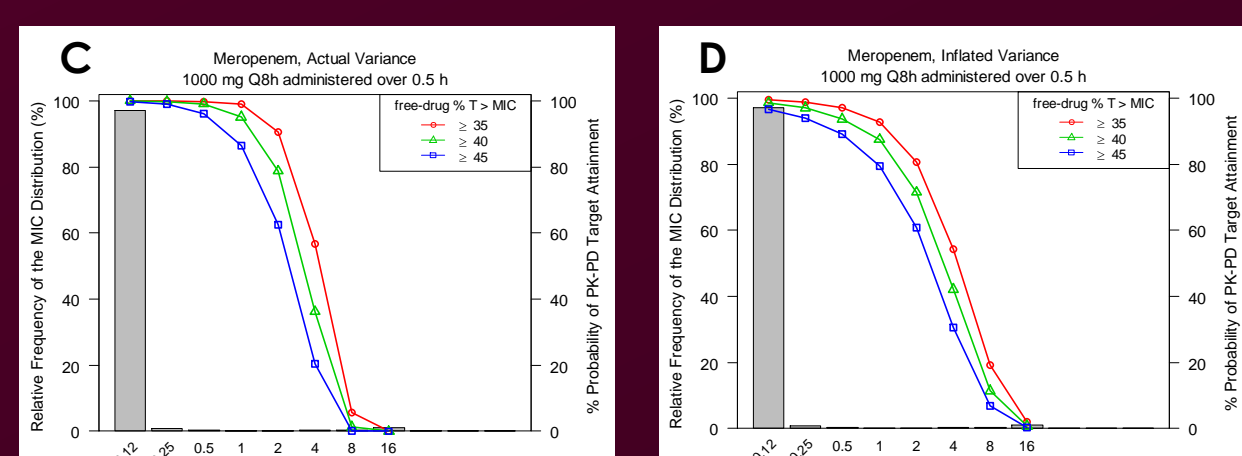 C
Meropenem, Actual Variance
1000 mg Q8h administered over 0.5 h
Relative Frequency of the MIC Distribution (%)
100
80
60
40
20
0
free-drug % T > MIC
≥ 35
≥ 40
≥ 45
100
80
60
40
20
0
% Probability of PK-PD Target Attainment
0.5 1 2 4 8 16
D
Meropenem, Inflated Variance
1000 mg Q8h administered over 0.5 h
Relative Frequency of the MIC Distribution (%)
100
80
60
40
20
0
free-drug % T > MIC
≥ 35
≥ 40
≥ 45
100
80
60
40
20
0
% Probability of PK-PD Target Attainment
0.12 0.25 0.5 1 2 4 8 16